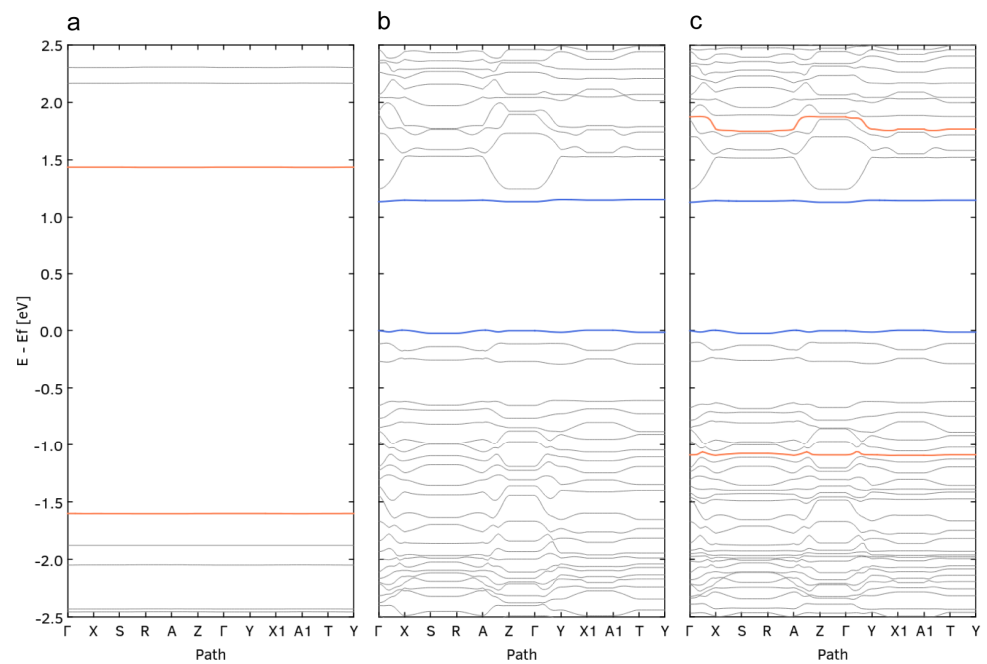 a b c
E - Ef [eV]
2.5
2.0
1.5
1.0
0.5
0.0
-0.5
-1.0
-1.5
-2.0
-2.5
Γ X S R A Z Γ Y X1 A1 T Y
Path
Γ X S R A Z Γ Y X1 A1 T Y
Path
Γ X S R A Z Γ Y X1 A1 T Y
Path